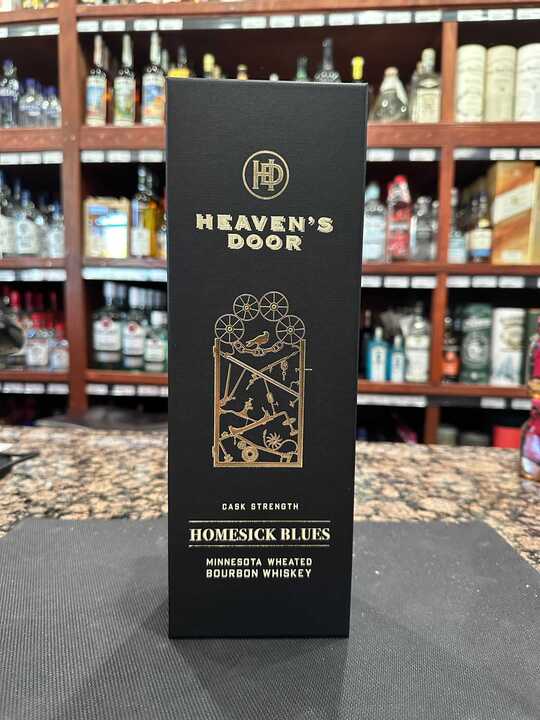 HD
HEAVEN'S
DOOR
CASK STRENGTH
HOMESICK BLUES
MINNESOTA WHEATED
BOURBON WHISKEY